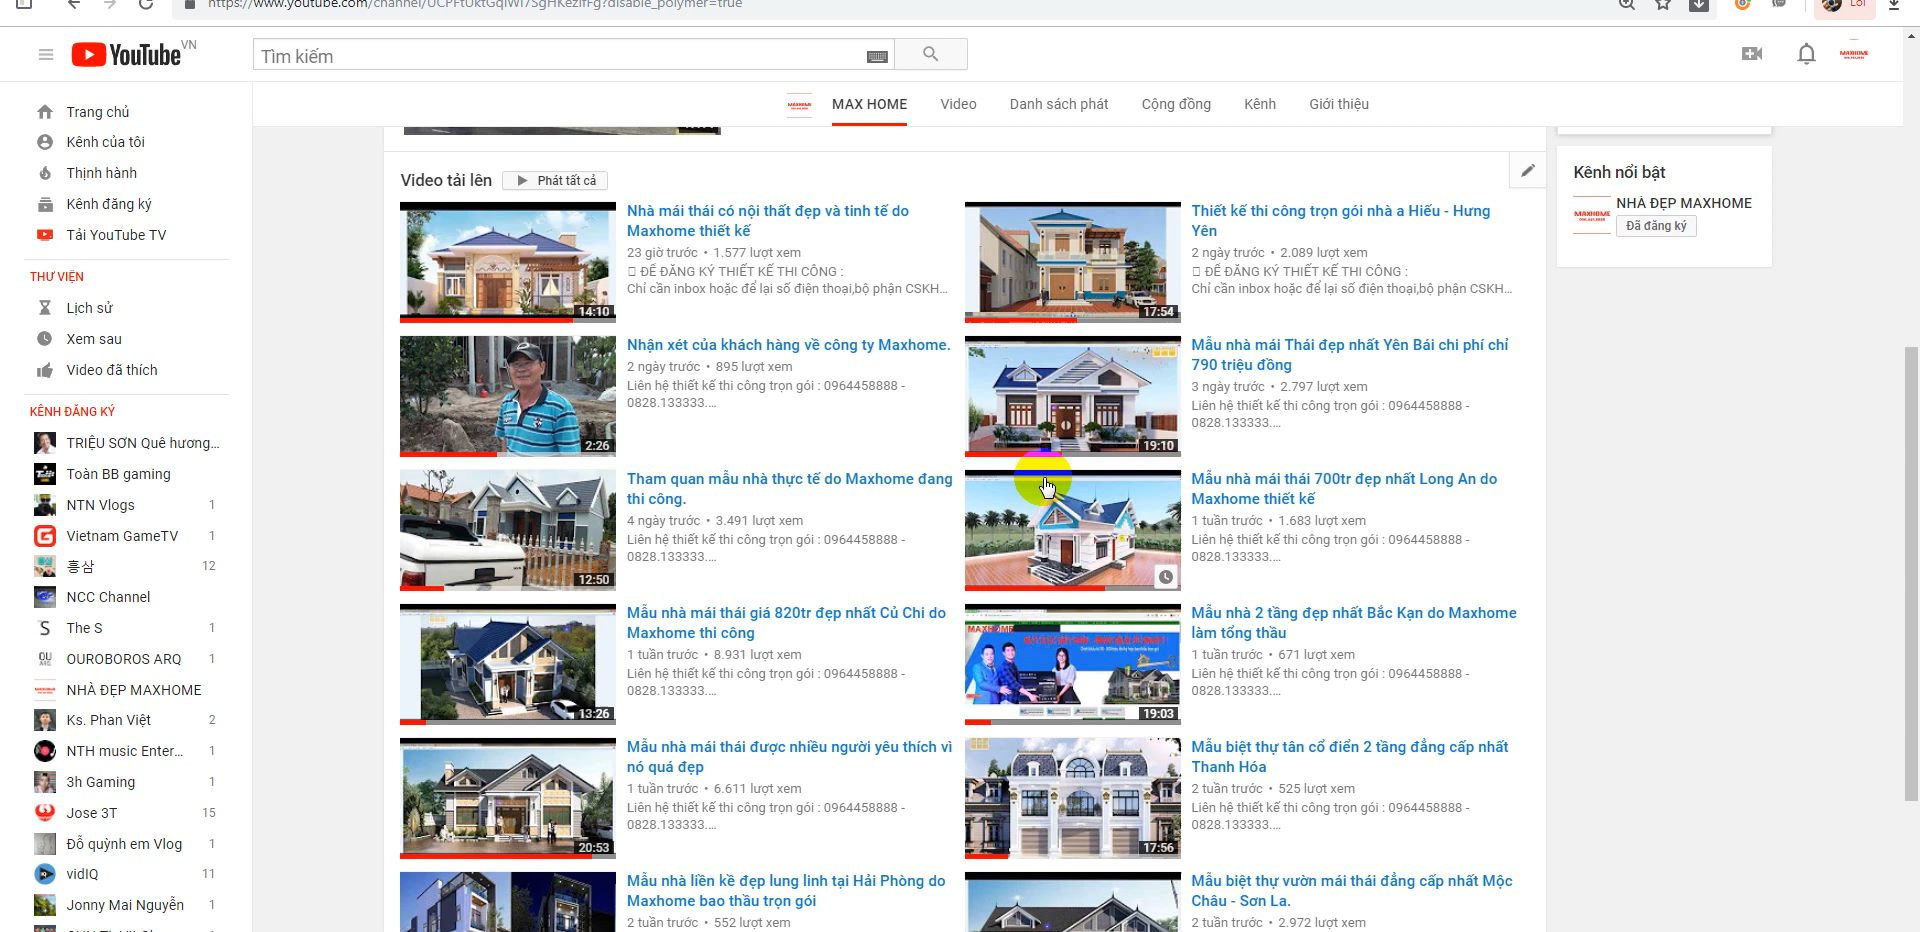 YouTube VN
Tìm kiếm
MAX HOME
Video
Danh sách phát
Cộng đồng
Kênh
Giới thiệu
Trang chủ
Kênh của tôi
Thịnh hành
Kênh đăng ký
Tải YouTube TV
THƯ VIỆN
Lịch sử
Xem sau
Video đã thích
KÊNH ĐĂNG KÝ
TRIỆU SƠN Quê hương...
Toàn BB gaming
NTN Vlogs 1
Vietnam GameTV 1
홍삼 12
NCC Channel
The S 1
OUROBOROS ARQ 1
NHÀ ĐẸP MAXHOME
Ks. Phan Việt 2
NTH music Enter... 1
3h Gaming 1
Jose 3T 15
Đỗ quỳnh em Vlog 1
vidIQ 11
Jonny Mai Nguyễn 1
Video tải lên
Phát tất cả
14:10
Nhà mái thái có nội thất đẹp và tinh tế do
Maxhome thiết kế
23 giờ trước • 1.577 lượt xem
ĐỂ ĐĂNG KÝ THIẾT KẾ THI CÔNG :
Chỉ cần inbox hoặc để lại số điện thoại,bộ phận CSKH...
17:54
Thiết kế thi công trọn gói nhà a Hiếu - Hưng
Yên
2 ngày trước • 2.089 lượt xem
ĐỂ ĐĂNG KÝ THIẾT KẾ THI CÔNG :
Chỉ cần inbox hoặc để lại số điện thoại,bộ phận CSKH...
2:26
Nhận xét của khách hàng về công ty Maxhome.
2 ngày trước • 895 lượt xem
Liên hệ thiết kế thi công trọn gói : 0964458888 -
0828.133333....
19:10
Mẫu nhà mái Thái đẹp nhất Yên Bái chi phí chỉ
790 triệu đồng
3 ngày trước • 2.797 lượt xem
Liên hệ thiết kế thi công trọn gói : 0964458888 -
0828.133333....
12:50
Tham quan mẫu nhà thực tế do Maxhome đang
thi công.
4 ngày trước • 3.491 lượt xem
Liên hệ thiết kế thi công trọn gói : 0964458888 -
0828.133333....
Mẫu nhà mái thái 700tr đẹp nhất Long An do
Maxhome thiết kế
1 tuần trước • 1.683 lượt xem
Liên hệ thiết kế thi công trọn gói : 0964458888 -
0828.133333....
13:26
Mẫu nhà mái thái giá 820tr đẹp nhất Củ Chi do
Maxhome thi công
1 tuần trước • 8.931 lượt xem
Liên hệ thiết kế thi công trọn gói : 0964458888 -
0828.133333....
MAXHOME
19:03
Mẫu nhà 2 tầng đẹp nhất Bắc Kạn do Maxhome
làm tổng thầu
1 tuần trước • 671 lượt xem
Liên hệ thiết kế thi công trọn gói : 0964458888 -
0828.133333....
20:53
Mẫu nhà mái thái được nhiều người yêu thích vì
nó quá đẹp
1 tuần trước • 6.611 lượt xem
Liên hệ thiết kế thi công trọn gói : 0964458888 -
0828.133333....
17:56
Mẫu biệt thự tân cổ điển 2 tầng đẳng cấp nhất
Thanh Hóa
2 tuần trước • 525 lượt xem
Liên hệ thiết kế thi công trọn gói : 0964458888 -
0828.133333....
Mẫu nhà liền kề đẹp lung linh tại Hải Phòng do
Maxhome bao thầu trọn gói
2 tuần trước • 552 lượt xem
Mẫu biệt thự vườn mái thái đẳng cấp nhất Mộc
Châu - Sơn La.
2 tuần trước • 2.972 lượt xem
Kênh nổi bật
MAXHOME
NHÀ ĐẸP MAXHOME
Đã đăng ký